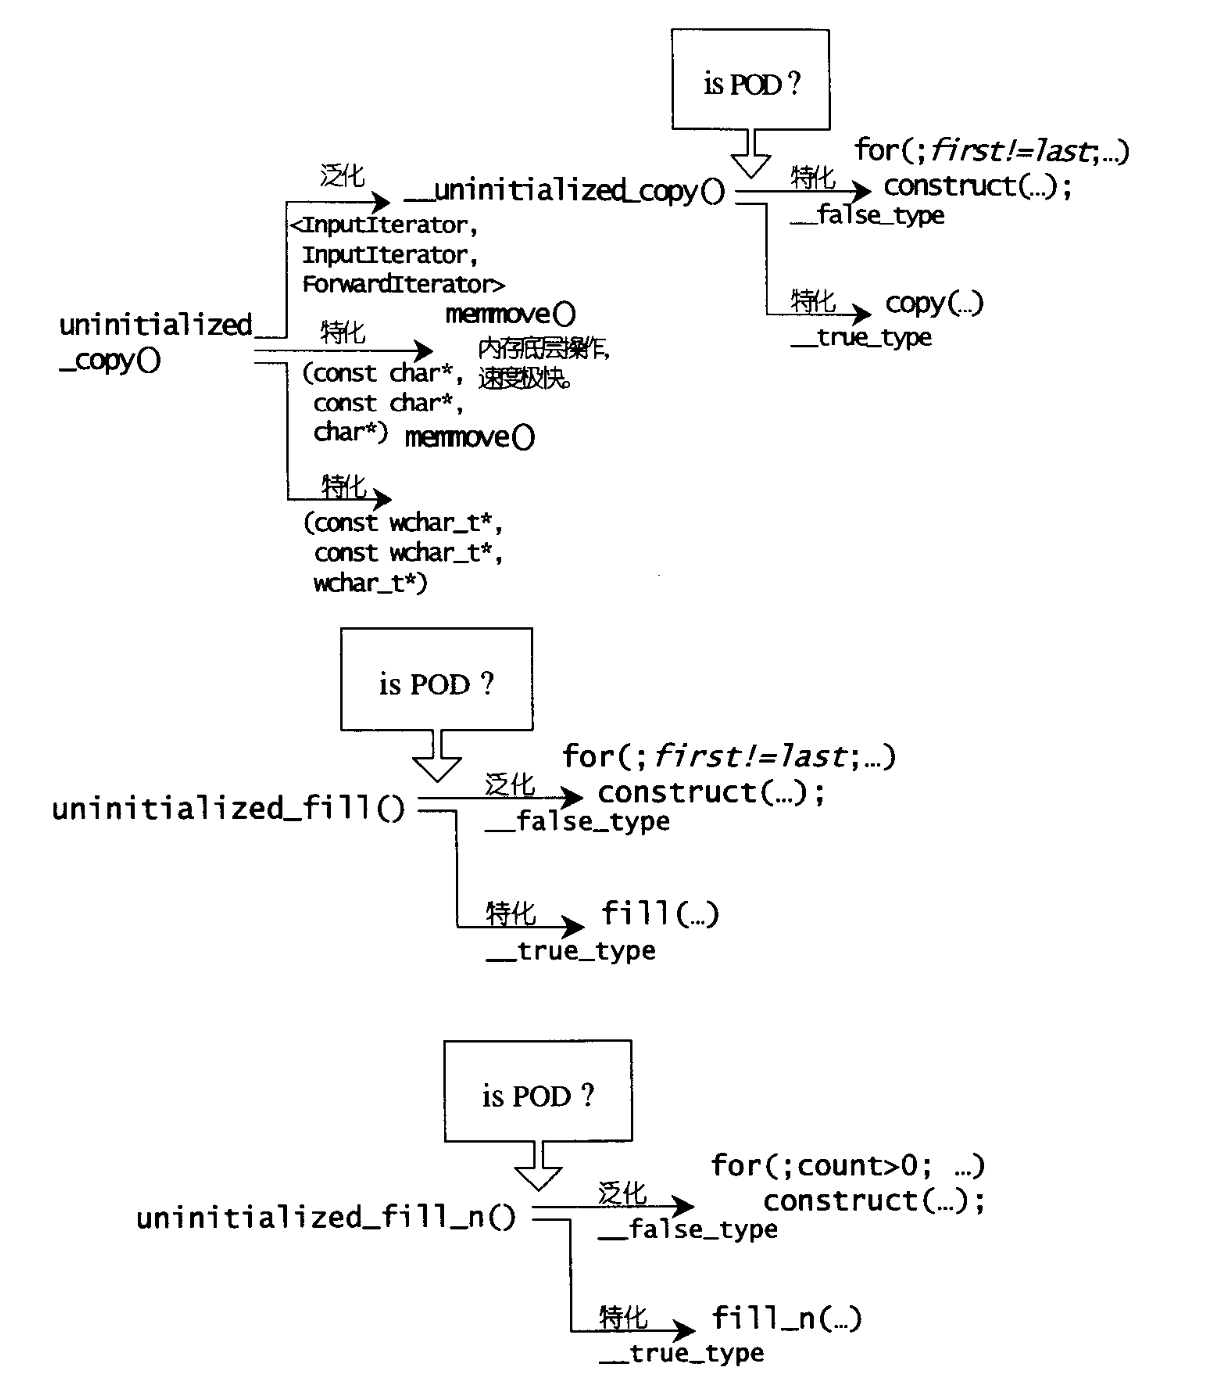 is POD ?
for(;first!=last;…)
泛化
特化
__uninitialized_copy()
construct(…);
__false_type
<InputIterator,
InputIterator,
ForwardIterator>
特化
copy(…)
__true_type
memmove()
uninitialized
_copy()
特化
内存底层操作,
速度极快。
(const char*,
const char*,
char*)
memmove()
特化
(const wchar_t*,
const wchar_t*,
wchar_t*)
is POD ?
for(;first!=last;…)
泛化
construct(…);
uninitialized_fill()
__false_type
特化
fill(…)
__true_type
is POD ?
for(;count>0; …)
泛化
construct(…);
uninitialized_fill_n()
__false_type
特化
fill_n(…)
__true_type